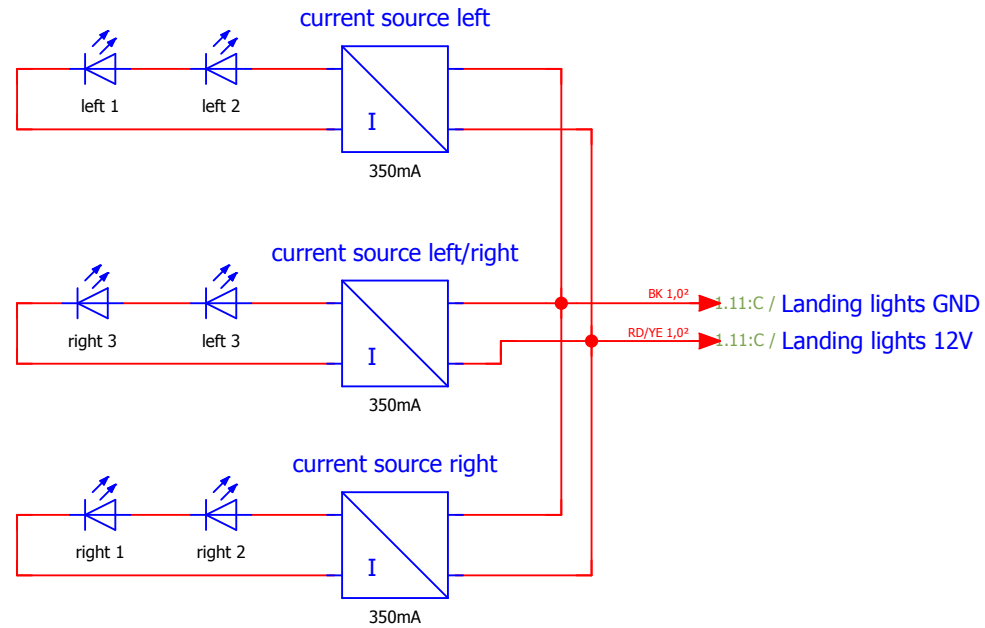 current source left
left 1
left 2
I
350mA
current source left/right
right 3
left 3
I
350mA
BK 1,0²
1.11:C / Landing lights GND
RD/YE 1,0²
1.11:C / Landing lights 12V
current source right
right 1
right 2
I
350mA